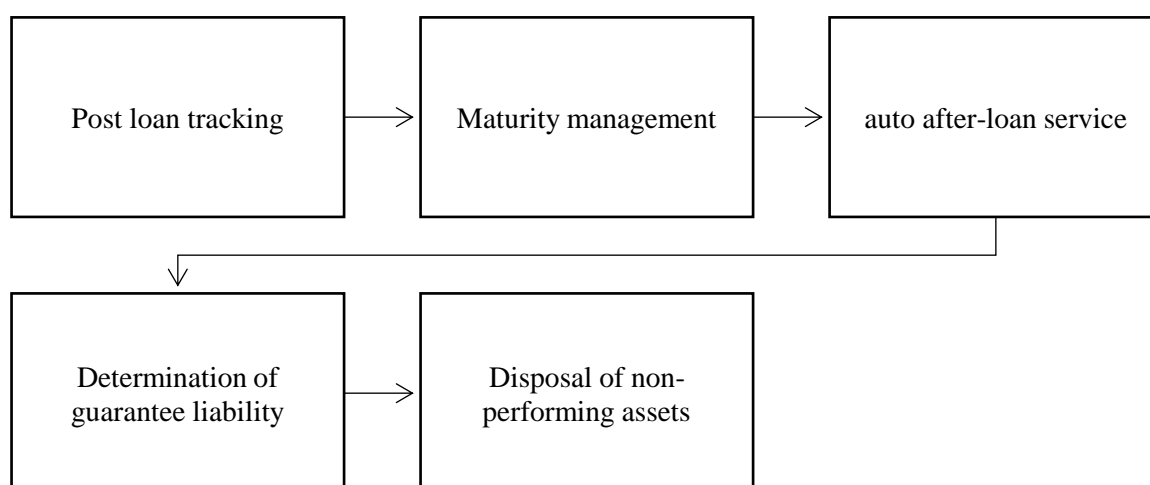 Post loan tracking
Maturity management
auto after-loan service
Determination of
guarantee liability
Disposal of non-
performing assets